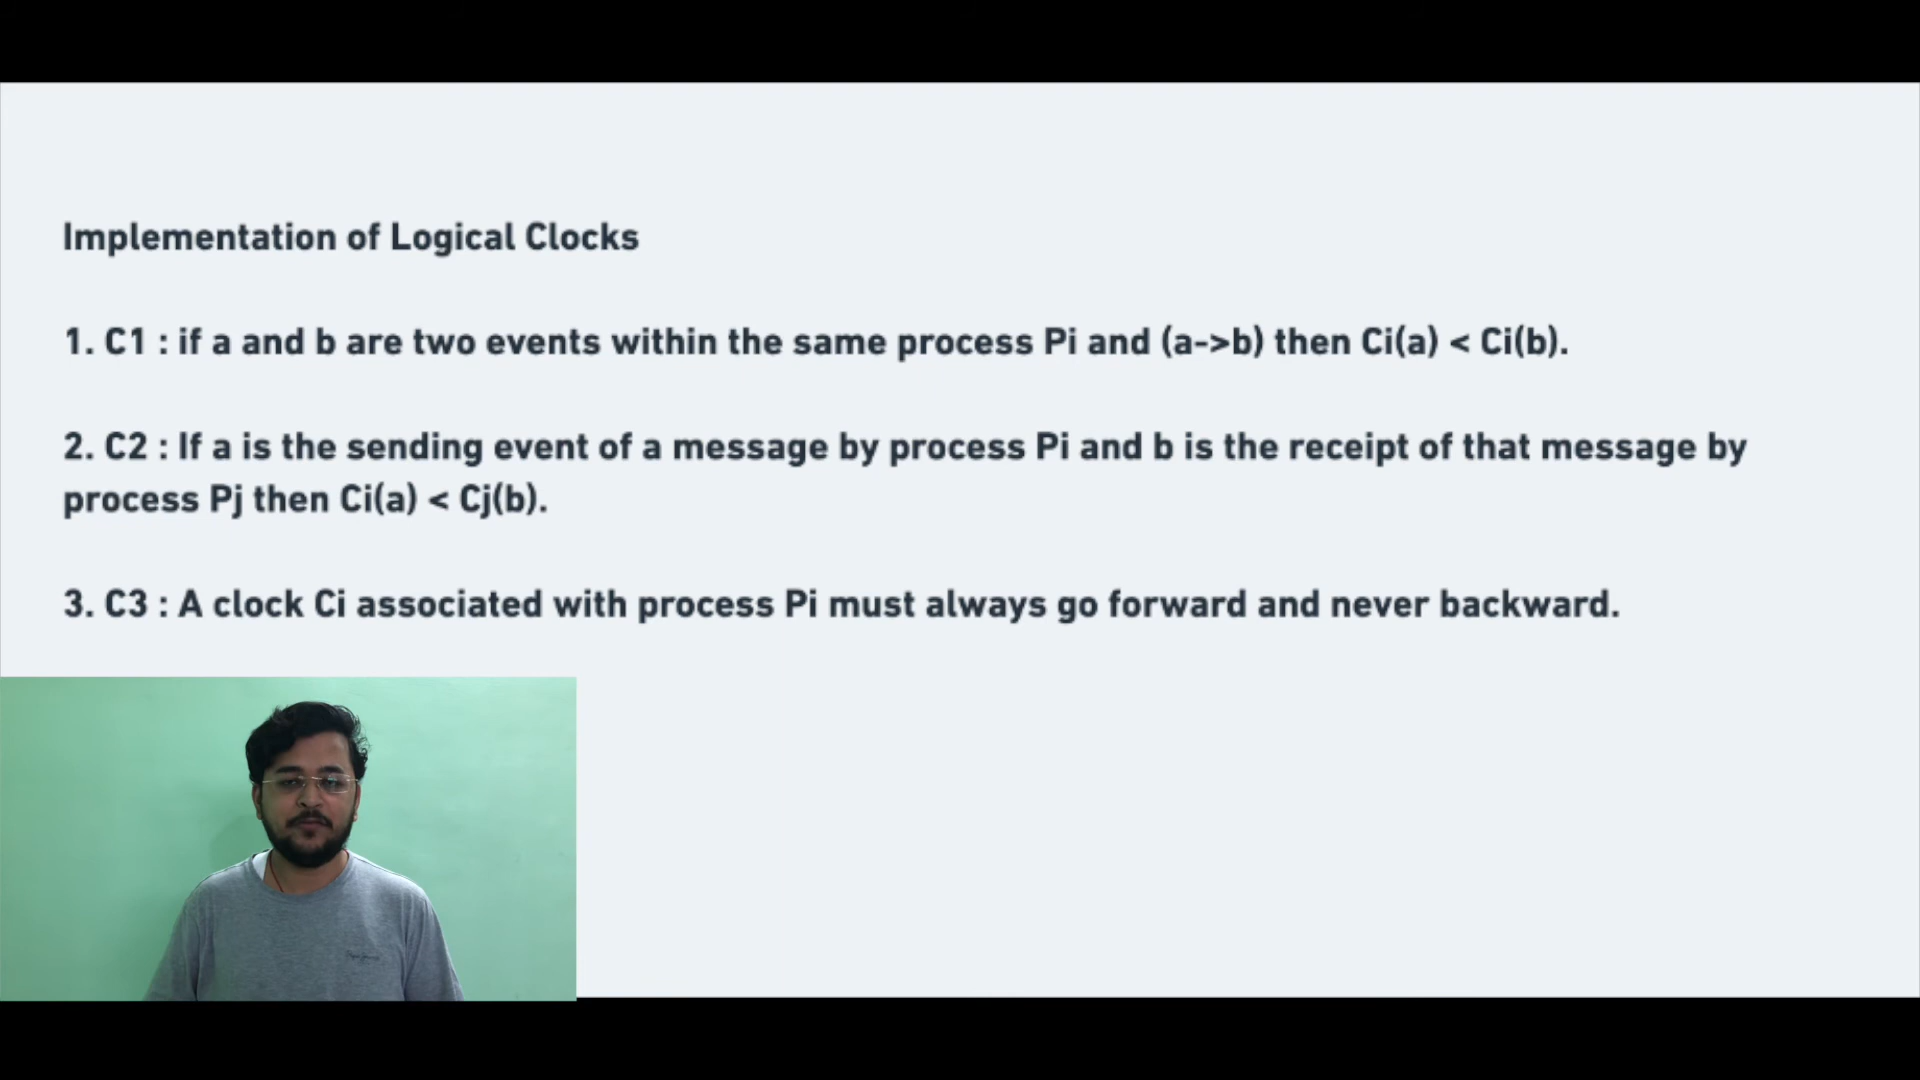 Implementation of Logical Clocks
1. C1 : if a and b are two events within the same process Pi and (a->b) then Ci(a) < Ci(b).
2. C2 : If a is the sending event of a message by process Pi and b is the receipt of that message by
process Pj then Ci(a) < Cj(b).
3. C3 : A clock Ci associated with process Pi must always go forward and never backward.